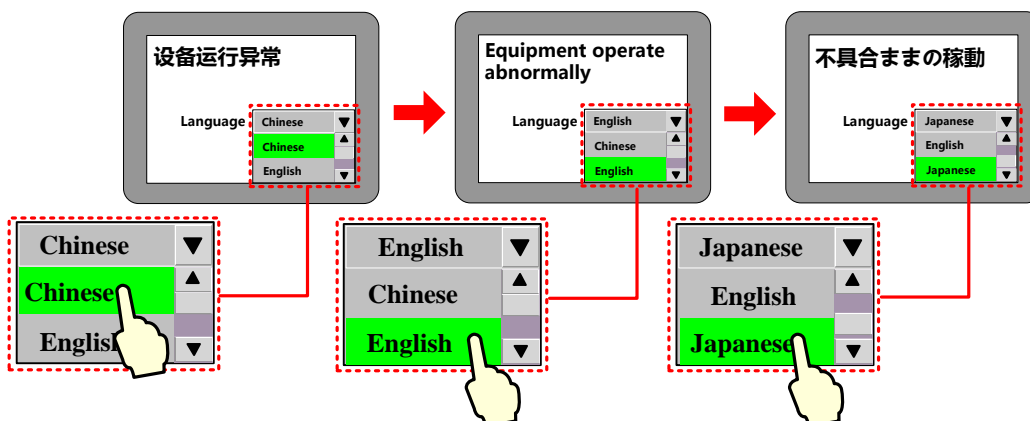 设备运行异常
Language
Chinese
Chinese
English
Equipment operate
abnormally
Language
English
Chinese
English
不具合ままの稼動
Language
Japanese
English
Japanese
Chinese
Chinese
English
English
Chinese
English
Japanese
English
Japanese